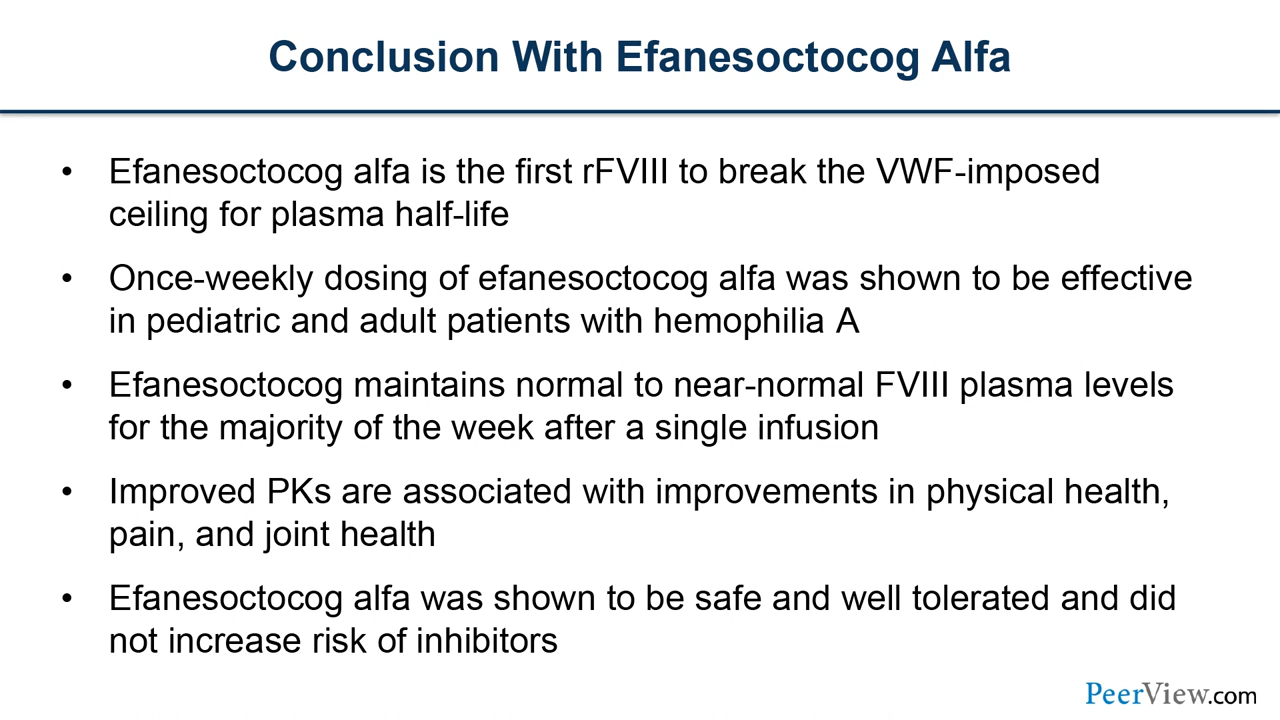 Conclusion With Efanesoctocog Alfa
• Efanesoctocog alfa is the first rFVIII to break the VWF-imposed
ceiling for plasma half-life
• Once-weekly dosing of efanesoctocog alfa was shown to be effective
in pediatric and adult patients with hemophilia A
• Efanesoctocog maintains normal to near-normal FVIII plasma levels
for the majority of the week after a single infusion
• Improved PKs are associated with improvements in physical health,
pain, and joint health
• Efanesoctocog alfa was shown to be safe and well tolerated and did
not increase risk of inhibitors
PeerView.com